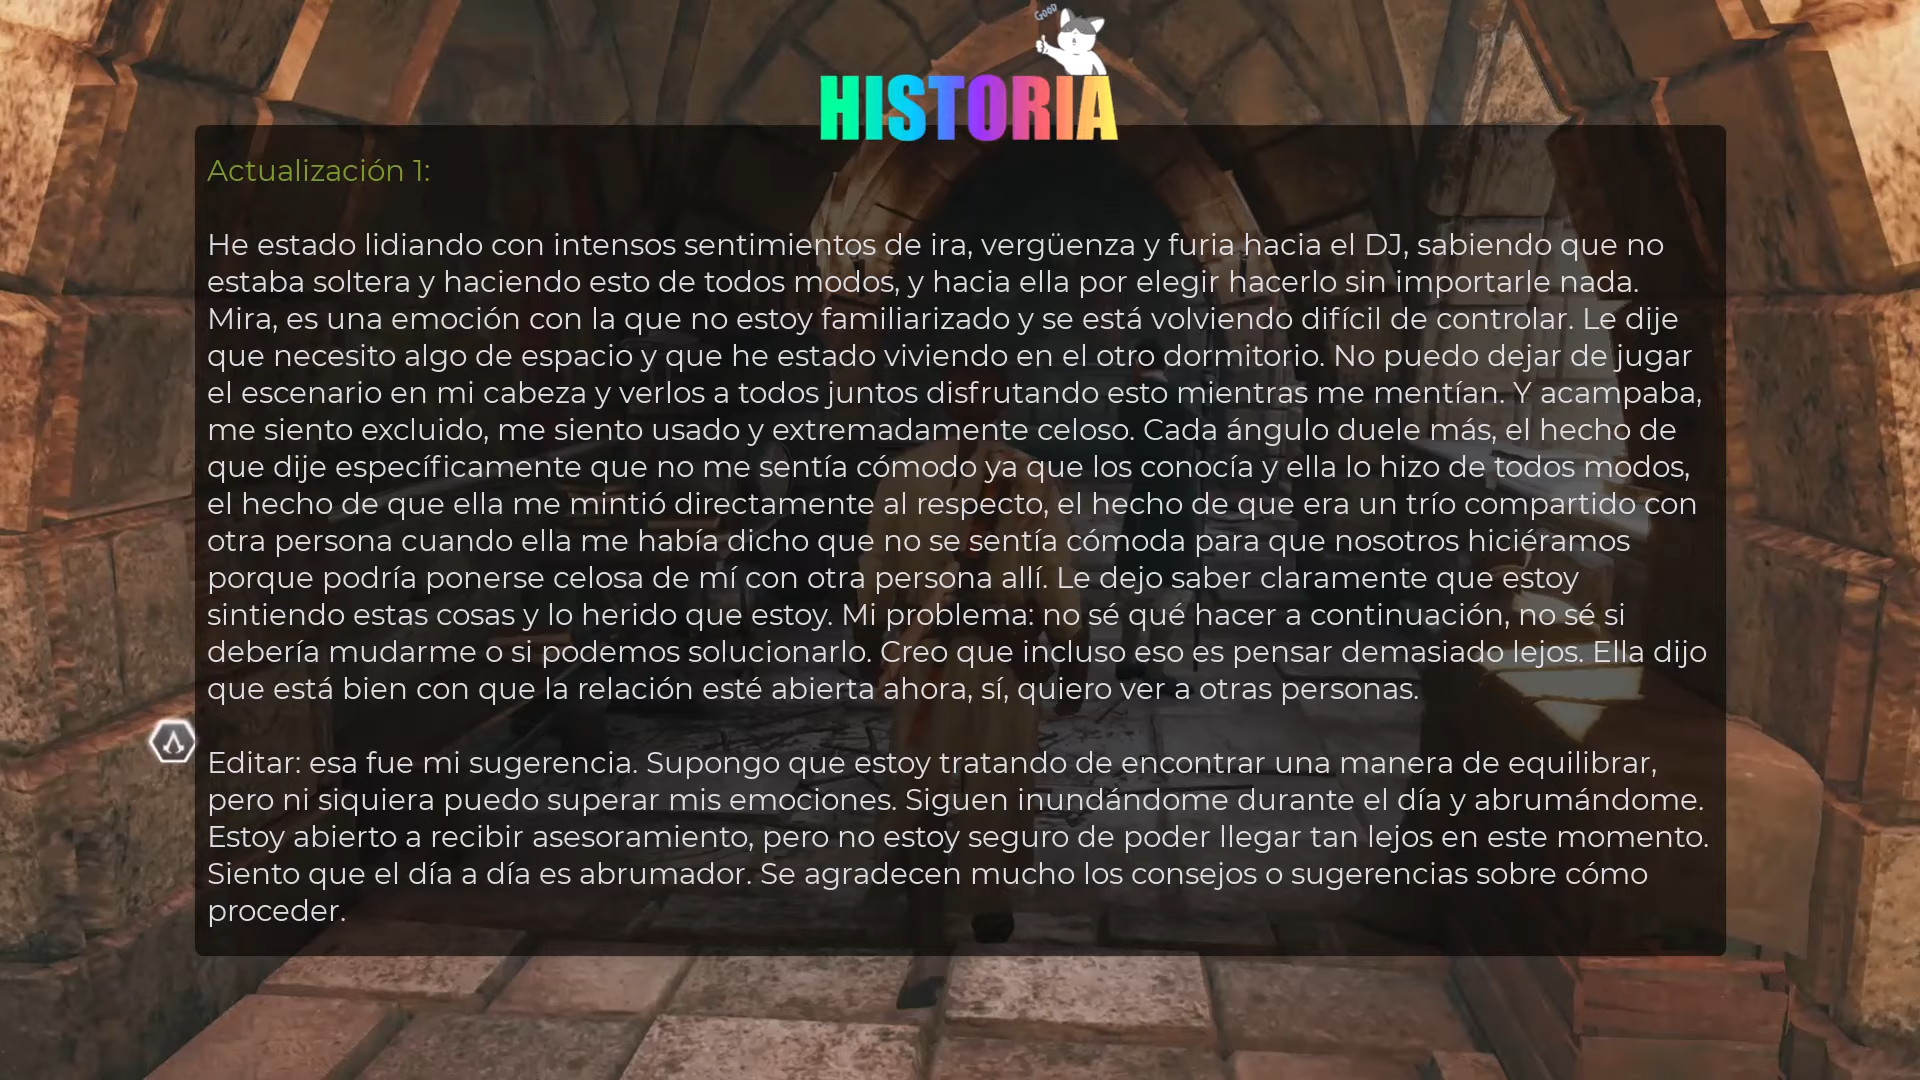 GOOD
HISTORIA
Actualización 1:
He estado lidiando con intensos sentimientos de ira, vergüenza y furia hacia el DJ, sabiendo que no
estaba soltera y haciendo esto de todos modos, y hacia ella por elegir hacerlo sin importarle nada.
Mira, es una emoción con la que no estoy familiarizado y se está volviendo difícil de controlar. Le dije
que necesito algo de espacio y que he estado viviendo en el otro dormitorio. No puedo dejar de jugar
el escenario en mi cabeza y verlos a todos juntos disfrutando esto mientras me mentían. Y acampaba,
me siento excluido, me siento usado y extremadamente celoso. Cada ángulo duele más, el hecho de
que dije específicamente que no me sentía cómodo ya que los conocía y ella lo hizo de todos modos,
el hecho de que ella me mintió directamente al respecto, el hecho de que era un trío compartido con
otra persona cuando ella me había dicho que no se sentía cómoda para que nosotros hiciéramos
porque podría ponerse celosa de mí con otra persona allí. Le dejo saber claramente que estoy
sintiendo estas cosas y lo herido que estoy. Mi problema: no sé qué hacer a continuación, no sé si
debería mudarme o si podemos solucionarlo. Creo que incluso eso es pensar demasiado lejos. Ella dijo
que está bien con que la relación esté abierta ahora, sí, quiero ver a otras personas.
Editar: esa fue mi sugerencia. Supongo que estoy tratando de encontrar una manera de equilibrar,
pero ni siquiera puedo superar mis emociones. Siguen inundándome durante el día y abrumándome.
Estoy abierto a recibir asesoramiento, pero no estoy seguro de poder llegar tan lejos en este momento.
Siento que el día a día es abrumador. Se agradecen mucho los consejos o sugerencias sobre cómo
proceder.